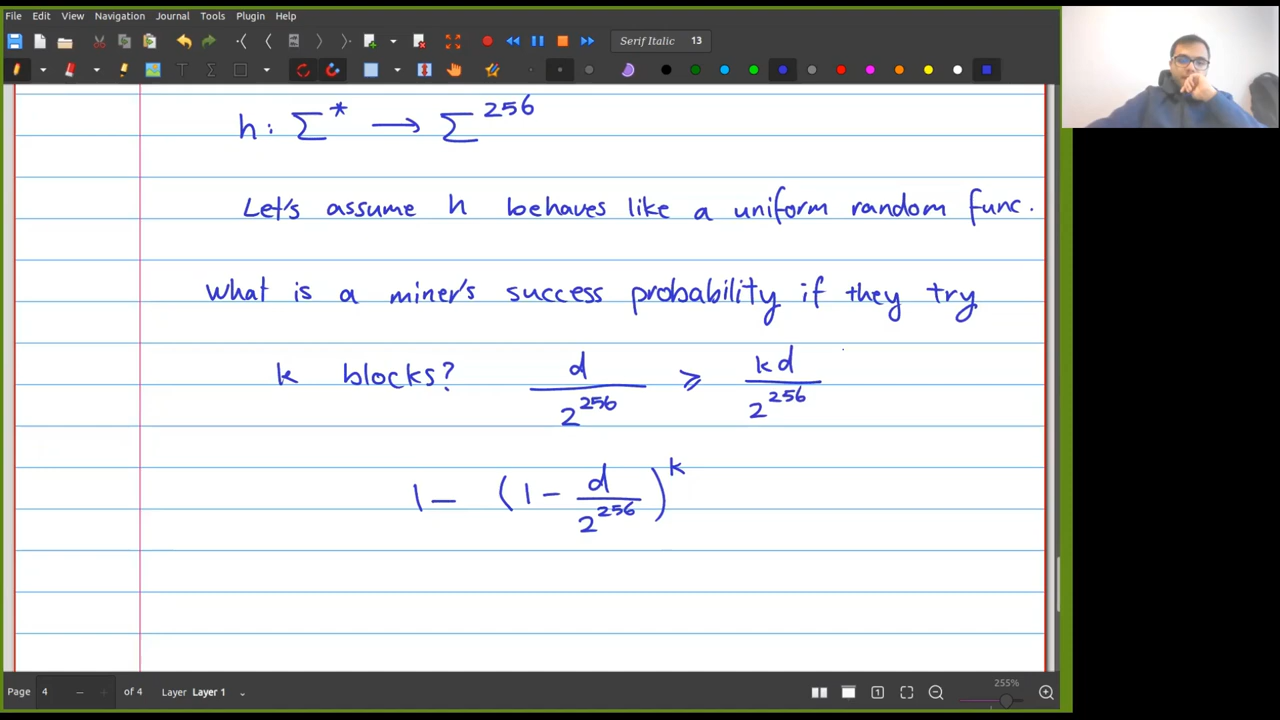 File Edit View Navigation Journal Tools Plugin Help
Serif Italic 13
h: Σ* → Σ^256
Let's assume h behaves like a uniform random func.
What is a miner's success probability if they try
k blocks? d/2^256 ⩾ kd/2^256
1 − (1 − d/2^256)^k
Page 4 of 4 Layer Layer 1 255%